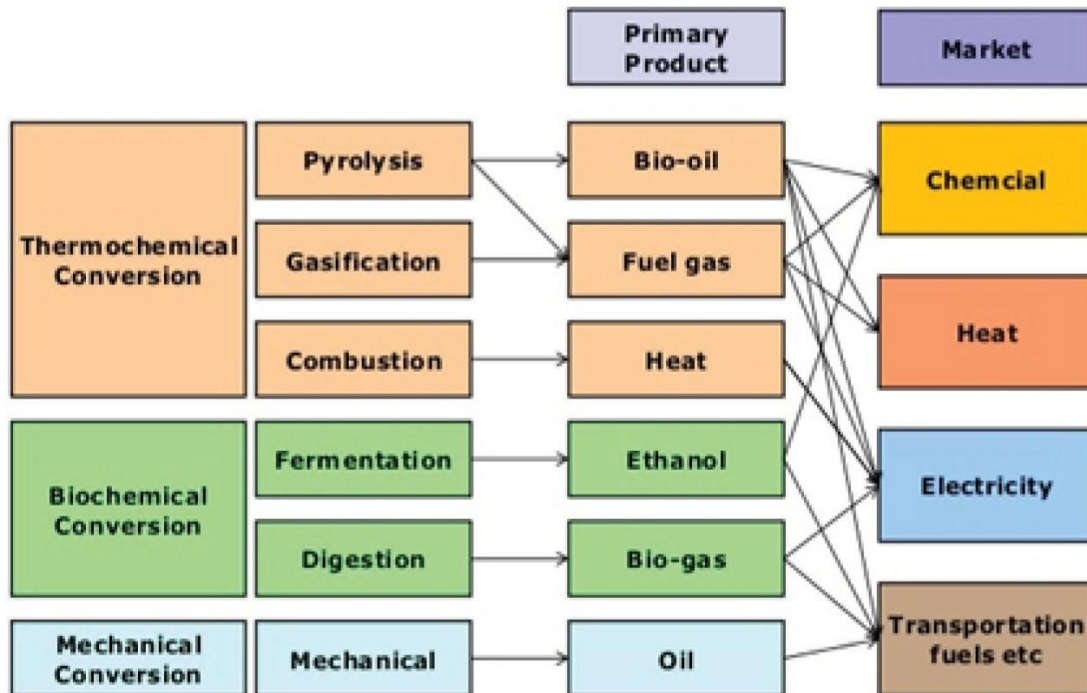 Primary
Product
Market
Thermochemical
Conversion
Pyrolysis
Bio-oil
Chemcial
Gasification
Fuel gas
Combustion
Heat
Heat
Biochemical
Conversion
Fermentation
Ethanol
Electricity
Digestion
Bio-gas
Mechanical
Conversion
Mechanical
Oil
Transportation
fuels etc